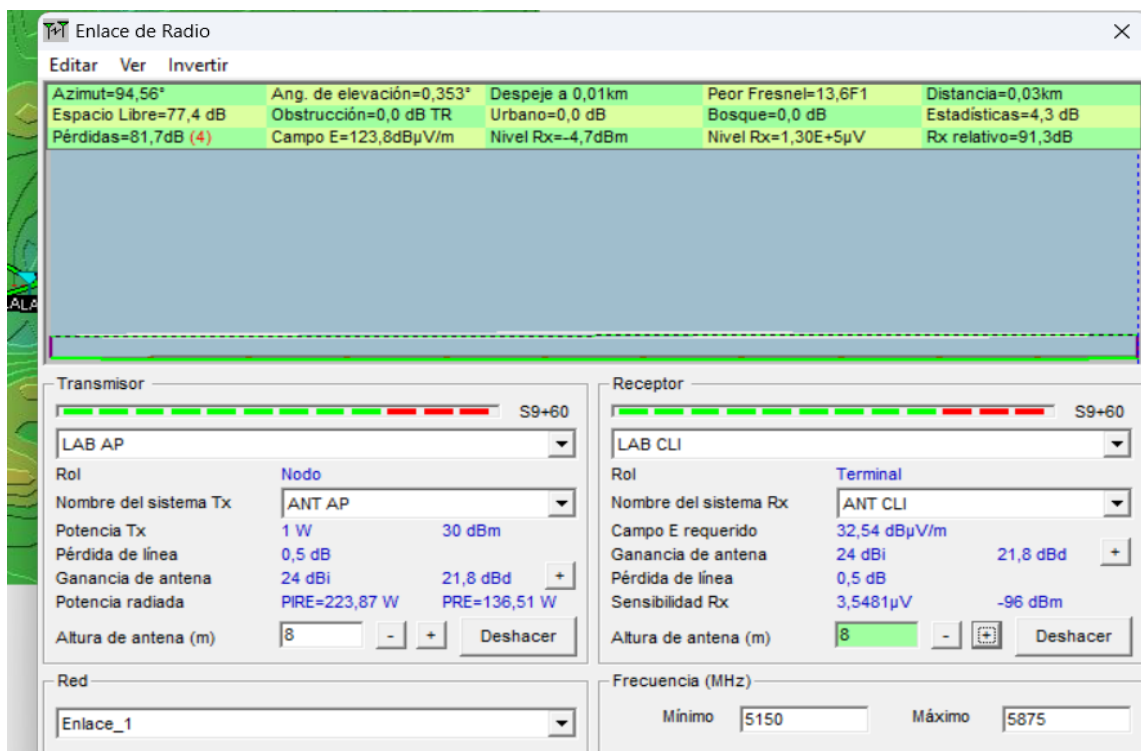 Enlace de Radio
Editar Ver Invertir
Azimut=94,56° Ang. de elevación=0,353° Despeje a 0,01km Peor Fresnel=13,6F1 Distancia=0,03km
Espacio Libre=77,4 dB Obstrucción=0,0 dB TR Urbano=0,0 dB Bosque=0,0 dB Estadísticas=4,3 dB
Pérdidas=81,7dB (4) Campo E=123,8dBµV/m Nivel Rx=-4,7dBm Nivel Rx=1,30E+5µV Rx relativo=91,3dB
Transmisor Receptor
S9+60 S9+60
LAB AP LAB CLI
Rol Nodo Rol Terminal
Nombre del sistema Tx ANT AP Nombre del sistema Rx ANT CLI
Potencia Tx 1 W 30 dBm Campo E requerido 32,54 dBµV/m
Pérdida de línea 0,5 dB Ganancia de antena 24 dBi 21,8 dBd +
Ganancia de antena 24 dBi 21,8 dBd + Pérdida de línea 0,5 dB
Potencia radiada PIRE=223,87 W PRE=136,51 W Sensibilidad Rx 3,5481µV -96 dBm
Altura de antena (m) 8 - + Deshacer Altura de antena (m) 8 - + Deshacer
Red Frecuencia (MHz)
Enlace_1 Mínimo 5150 Máximo 5875